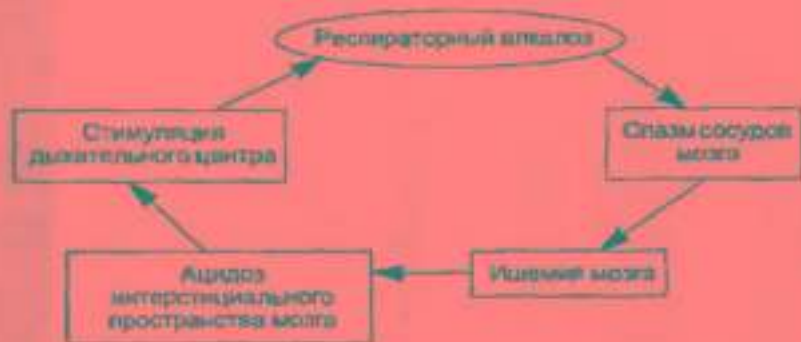 Респираторный алкалоз
Стимуляция
дыхательного центра
Спазм сосудов
мозга
Ишемия мозга
Ацидоз
интерстициального
пространства мозга